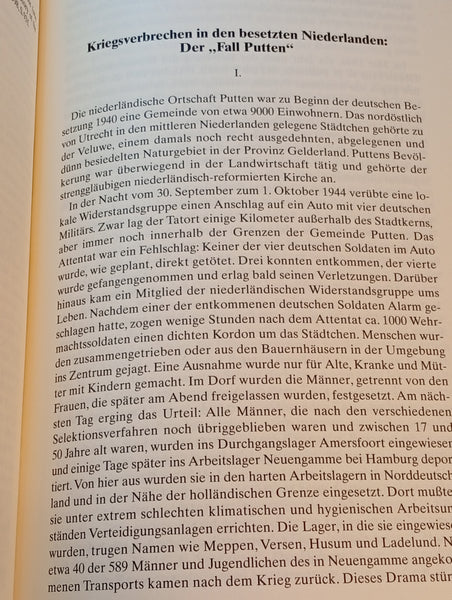 Kriegsverbrechen in den besetzten Niederlanden:
Der „Fall Putten“
I.
Die niederländische Ortschaft Putten war zu Beginn der deutschen Be-
setzung 1940 eine Gemeinde von etwa 9000 Einwohnern. Das nordöstlich
von Utrecht in den mittleren Niederlanden gelegene Städtchen gehörte zu
der Veluwe, einem damals noch recht ausgedehnten, abgelegenen und
dünn besiedelten Naturgebiet in der Provinz Gelderland. Puttens Bevöl-
kerung war überwiegend in der Landwirtschaft tätig und gehörte der
strenggläubigen niederländisch-reformierten Kirche an.
In der Nacht vom 30. September zum 1. Oktober 1944 verübte eine lo-
kale Widerstandsgruppe einen Anschlag auf ein Auto mit vier deutschen
Militärs. Zwar lag der Tatort einige Kilometer außerhalb des Stadtkerns,
aber immer noch innerhalb der Grenzen der Gemeinde Putten. Das
Attentat war ein Fehlschlag: Keiner der vier deutschen Soldaten im Auto
wurde, wie geplant, direkt getötet. Drei konnten entkommen, der vierte
wurde gefangengenommen und erlag bald seinen Verletzungen. Darüber
hinaus kam ein Mitglied der niederländischen Widerstandsgruppe ums
Leben. Nachdem einer der entkommenen deutschen Soldaten Alarm ge-
schlagen hatte, zogen wenige Stunden nach dem Attentat ca. 1000 Wehr-
machtssoldaten einen dichten Kordon um das Städtchen. Menschen wur-
den zusammengetrieben oder aus den Bauernhäusern in der Umgebung
ins Zentrum gejagt. Eine Ausnahme wurde nur für Alte, Kranke und Müt-
ter mit Kindern gemacht. Im Dorf wurden die Männer, getrennt von den
Frauen, die später am Abend freigelassen wurden, festgesetzt. Am näch-
sten Tag erging das Urteil: Alle Männer, die nach den verschiedenen
Selektionsverfahren noch übriggeblieben waren und zwischen 17 und
50 Jahre alt waren, wurden ins Durchgangslager Amersfoort eingewiesen
und einige Tage später ins Arbeitslager Neuengamme bei Hamburg depor
tiert. Von hier aus wurden sie in den harten Arbeitslagern in Norddeutsch
land und in der Nähe der holländischen Grenze eingesetzt. Dort mußte
sie unter extrem schlechten klimatischen und hygienischen Arbeitsum
ständen Verteidigungsanlagen errichten. Die Lager, in die sie eingewiese
wurden, trugen Namen wie Meppen, Versen, Husum und Ladelund. N
etwa 40 der 589 Männer und Jugendlichen des in Neuengamme angeko
menen Transports kamen nach dem Krieg zurück. Dieses Drama stür